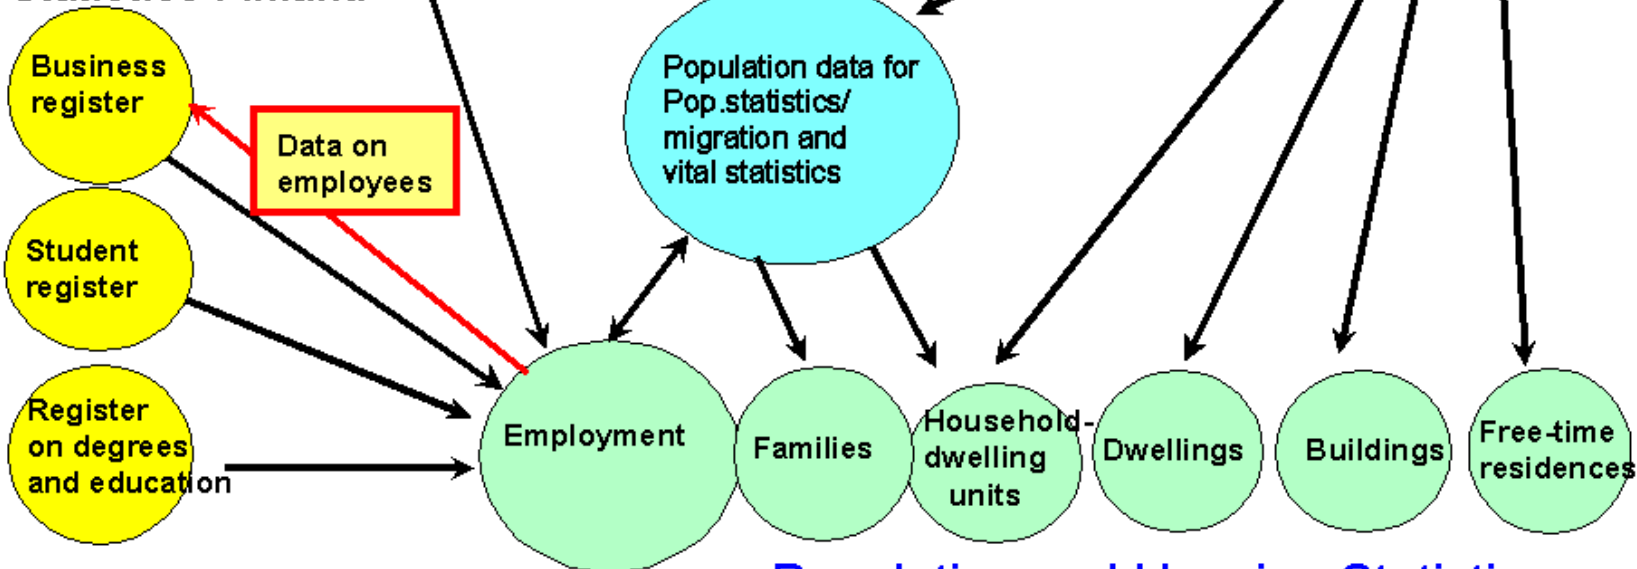 Business
register
Data on
employees
Population data for
Pop.statistics/
migration and
vital statistics
Student
register
Register
on degrees
and education
Employment
Families
Household-
dwelling
units
Dwellings
Buildings
Free-time
residences